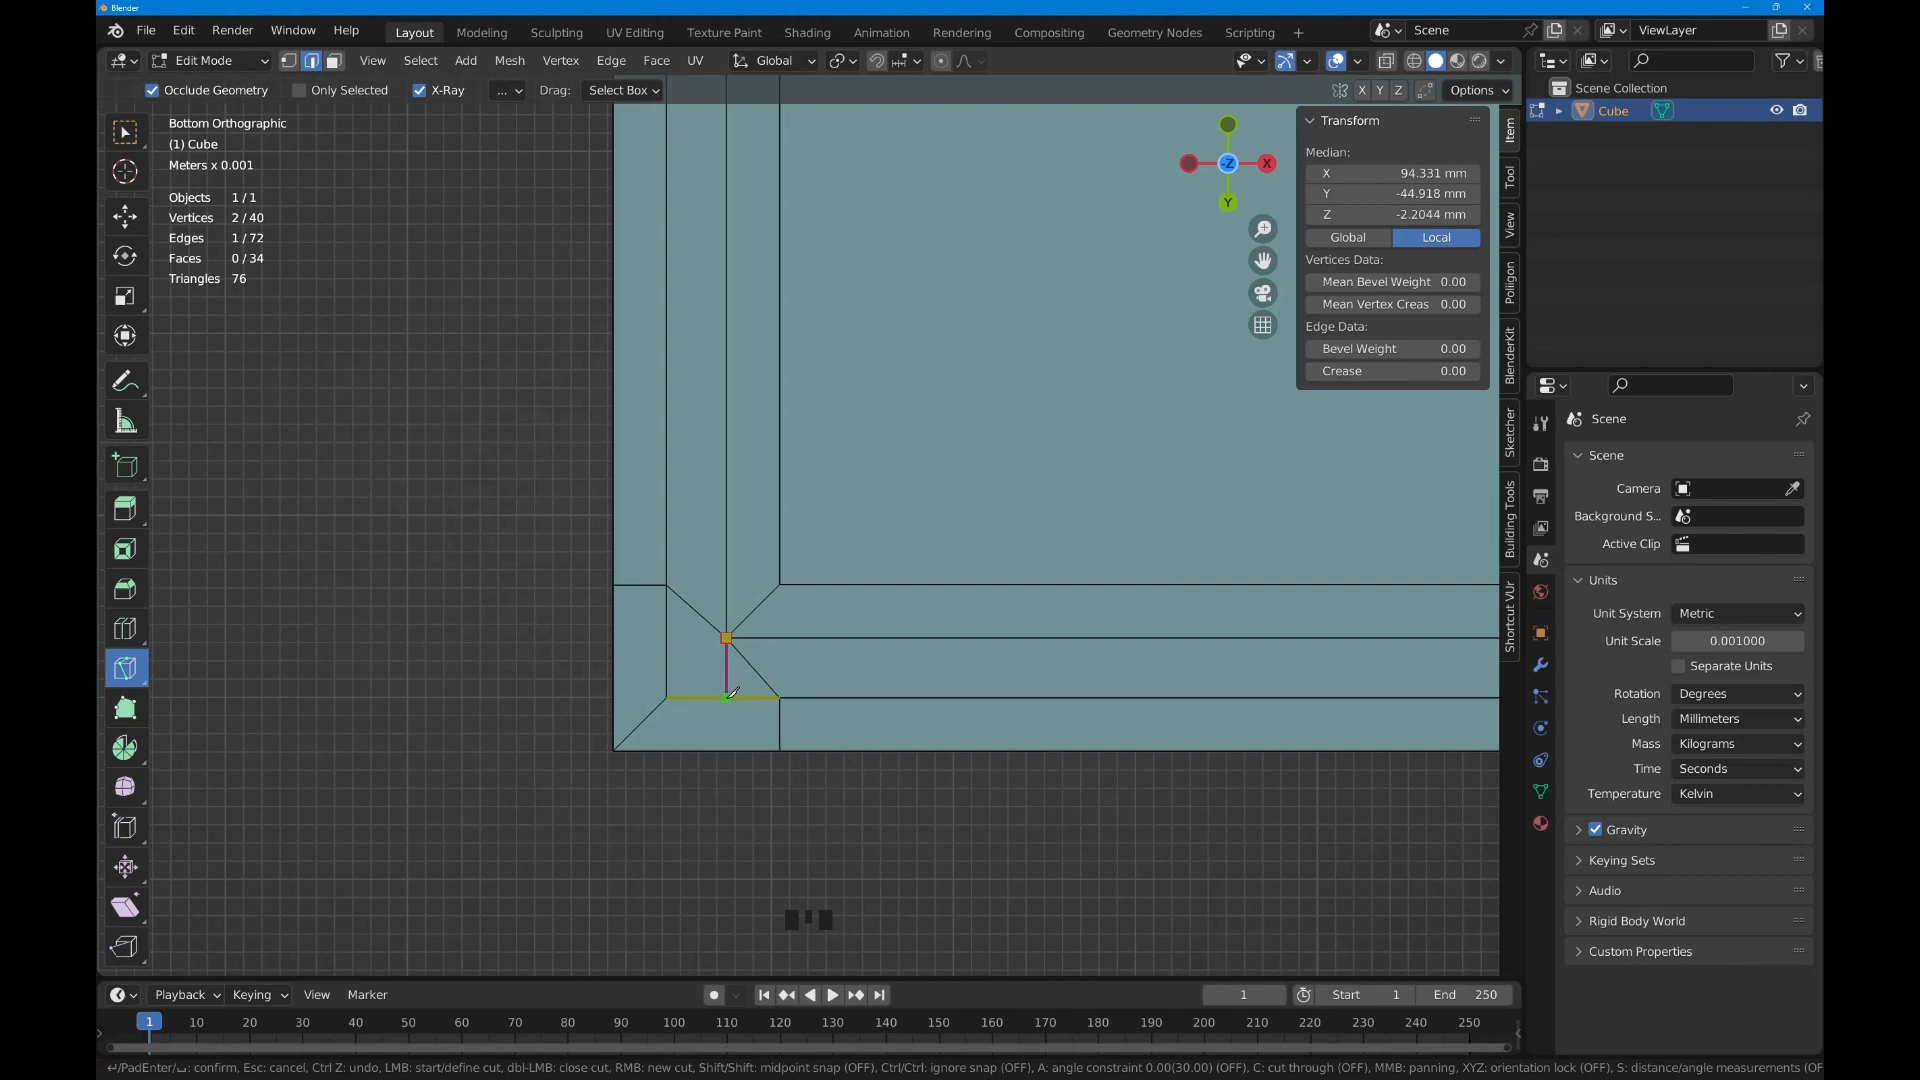 Blender
File Edit Render Window Help
Layout Modeling Sculpting UV Editing Texture Paint Shading Animation Rendering Compositing Geometry Nodes Scripting +
Scene
ViewLayer
Edit Mode View Select Add Mesh Vertex Edge Face UV Global
Occlude Geometry Only Selected X-Ray ... Drag: Select Box
X Y Z Options
Bottom Orthographic
(1) Cube
Meters x 0.001
Objects 1 / 1
Vertices 2 / 40
Edges 1 / 72
Faces 0 / 34
Triangles 76
-Z X Y
Transform
Median:
X 94.331 mm
Y -44.918 mm
Z -2.2044 mm
Global Local
Vertices Data:
Mean Bevel Weight 0.00
Mean Vertex Creas 0.00
Edge Data:
Bevel Weight 0.00
Crease 0.00
Item
Tool
View
Polligon
BlenderKit
Sketcher
Building Tools
Shortcut VUr
Scene Collection
Cube
Scene
Scene
Camera
Background S...
Active Clip
Units
Unit System Metric
Unit Scale 0.001000
Separate Units
Rotation Degrees
Length Millimeters
Mass Kilograms
Time Seconds
Temperature Kelvin
Gravity
Keying Sets
Audio
Rigid Body World
Custom Properties
Playback Keying View Marker
1 Start 1 End 250
1 10 20 30 40 50 60 70 80 90 100 110 120 130 140 150 160 170 180 190 200 210 220 230 240 250
: confirm, Esc: cancel, Ctrl Z: undo, LMB: start/define cut, dbl-LMB: close cut, RMB: new cut, Shift/Shift: midpoint snap (OFF), Ctrl/Ctrl: ignore snap (OFF), A: angle constraint 0.00(30.00) (OFF), C: cut through (OFF), MMB: panning, XYZ: orientation lock (OFF), S: distance/angle measurements (OF